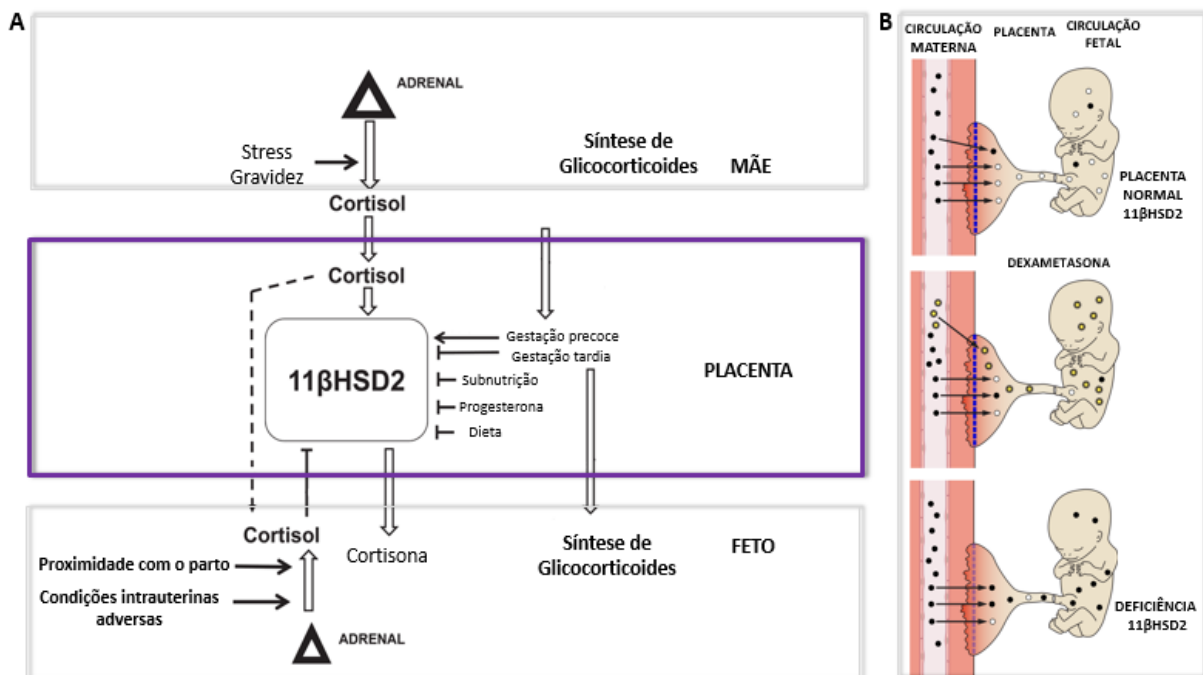 A
ADRENAL
Stress
Gravidez
Síntese de
Glicocorticoides
MÃE
Cortisol
Cortisol
11βHSD2
Gestação precoce
Gestação tardia
Subnutrição
Progesterona
Dieta
PLACENTA
Cortisol
Cortisona
Síntese de
Glicocorticoides
FETO
Proximidade com o parto
Condições intrauterinas
adversas
ADRENAL
B
CIRCULAÇÃO
MATERNA
PLACENTA
CIRCULAÇÃO
FETAL
PLACENTA
NORMAL
11βHSD2
DEXAMETASONA
DEFICIÊNCIA
11βHSD2